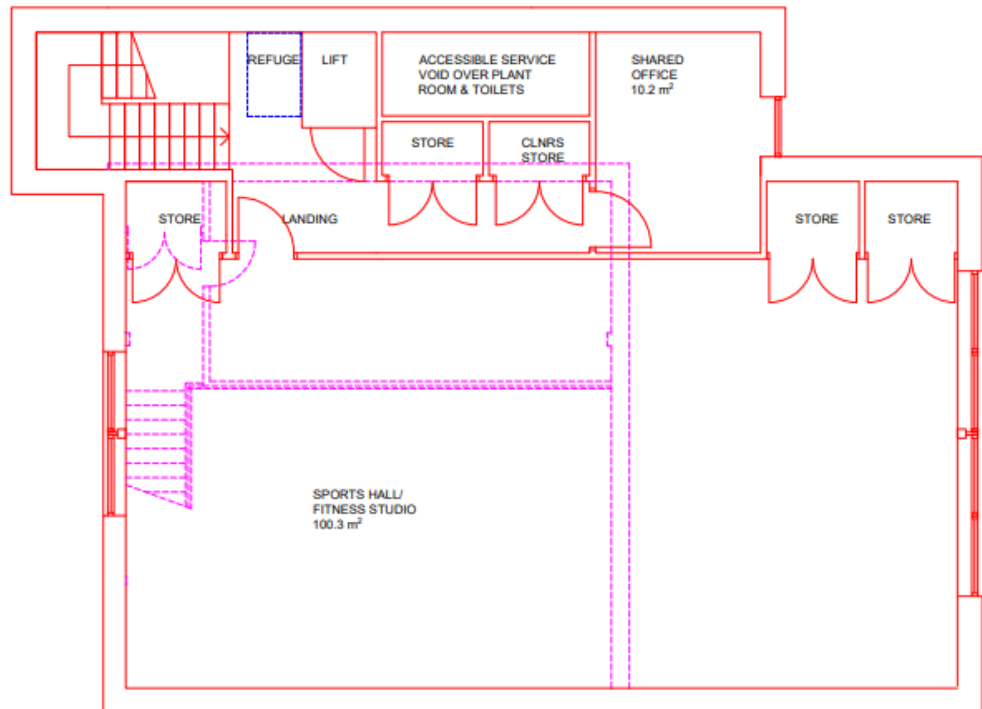 REFUGE
LIFT
ACCESSIBLE SERVICE
VOID OVER PLANT
ROOM & TOILETS
SHARED
OFFICE
10.2 m²
STORE
CLNRS
STORE
STORE
LANDING
STORE
STORE
SPORTS HALL/
FITNESS STUDIO
100.3 m²